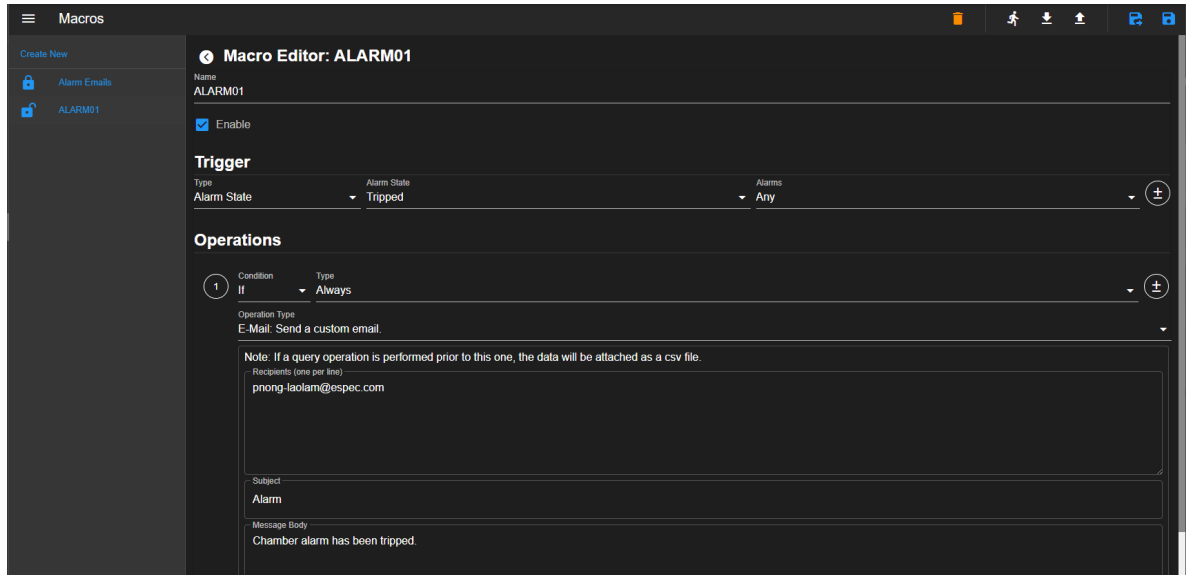 Macros
Create New
Alarm Emails
ALARM01
Macro Editor: ALARM01
Name
ALARM01
Enable
Trigger
Type Alarm State Alarms
Alarm State Tripped Any
Operations
Condition Type
1 If Always
Operation Type
E-Mail: Send a custom email.
Note: If a query operation is performed prior to this one, the data will be attached as a csv file.
Recipients (one per line)
pnong-laolam@espec.com
Subject
Alarm
Message Body
Chamber alarm has been tripped.